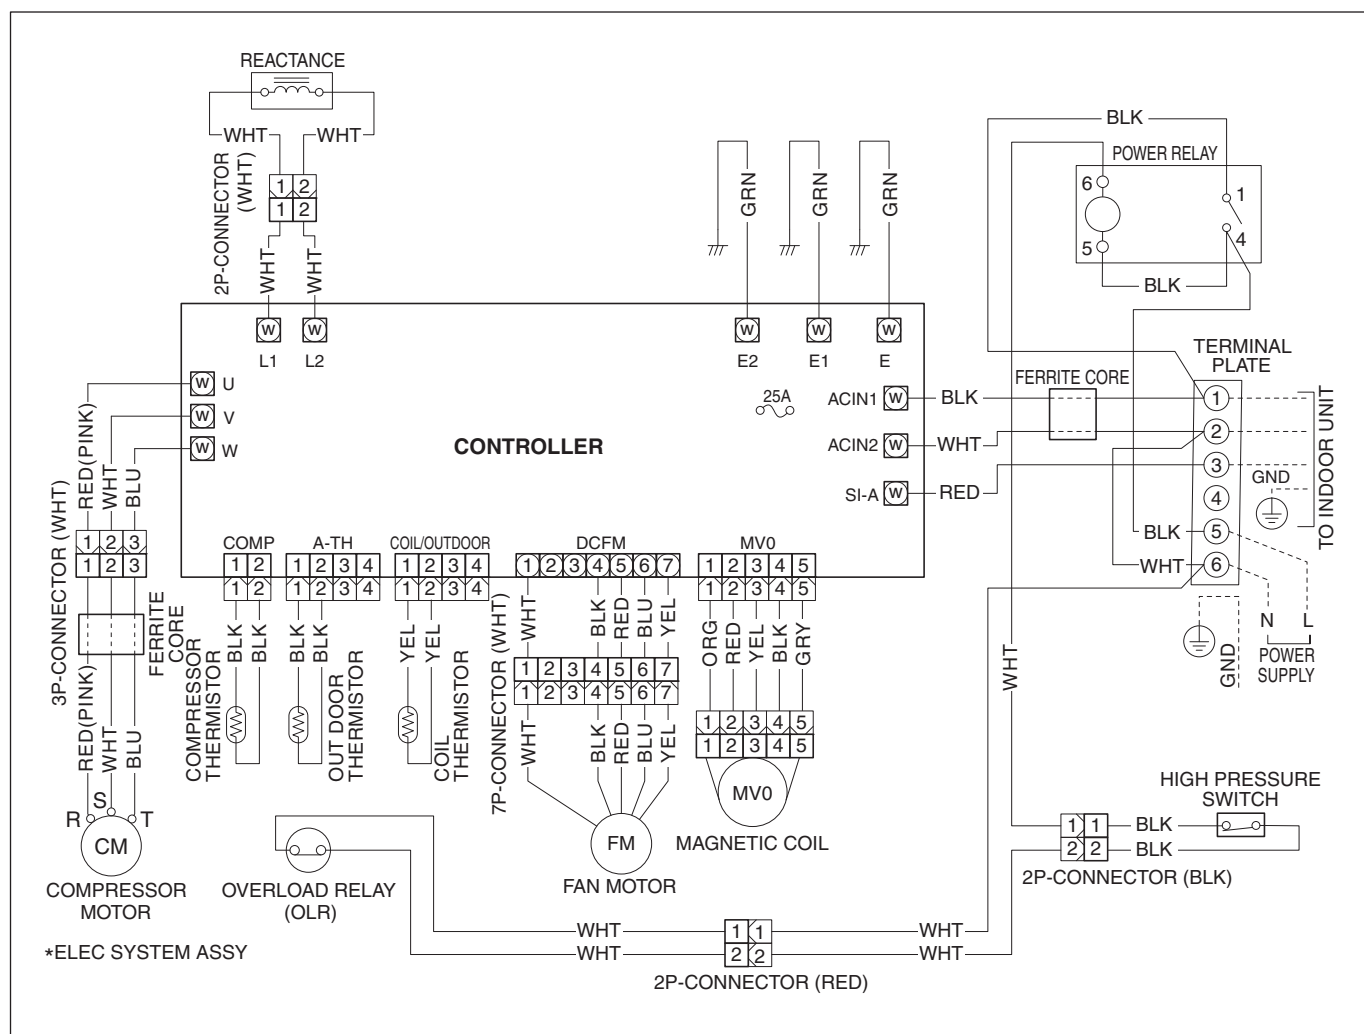 REACTANCE
WHT WHT
2P-CONNECTOR
(WHT)
1 2
1 2
WHT WHT
GRN GRN GRN
BLK
POWER RELAY
6 1
5 4
BLK
W W W W W
L1 L2 E2 E1 E
W U
W V
W W
CONTROLLER
25A
ACIN1 W BLK
ACIN2 W WHT
SI-A W RED
FERRITE CORE
TERMINAL
PLATE
1
2
3
4
BLK 5
WHT 6
GND
TO INDOOR UNIT
N L
POWER
SUPPLY
GND
RED(PINK) WHT BLU
3P-CONNECTOR (WHT)
1 2 3
1 2 3
FERRITE
CORE
RED(PINK) WHT BLU
R S T
CM
COMPRESSOR
MOTOR
COMP A-TH COIL/OUTDOOR DCFM MV0
1 2 1 2 3 4 1 2 3 4 1 2 3 4 5 6 7 1 2 3 4 5
1 2 1 2 3 4 1 2 3 4 1 2 3 4 5
BLK BLK BLK BLK YEL YEL WHT BLK RED BLU YEL ORG RED YEL BLK GRY
COMPRESSOR
THERMISTOR
OUT DOOR
THERMISTOR
COIL
THERMISTOR
7P-CONNECTOR (WHT)
1 2 3 4 5 6 7
1 2 3 4 5 6 7
WHT BLK RED BLU YEL
FM
FAN MOTOR
1 2 3 4 5
1 2 3 4 5
MV0
MAGNETIC COIL
WHT
HIGH PRESSURE
SWITCH
1 1 BLK
2 2 BLK
2P-CONNECTOR (BLK)
OVERLOAD RELAY
(OLR)
WHT 1 1 WHT
WHT 2 2 WHT
2P-CONNECTOR (RED)
*ELEC SYSTEM ASSY